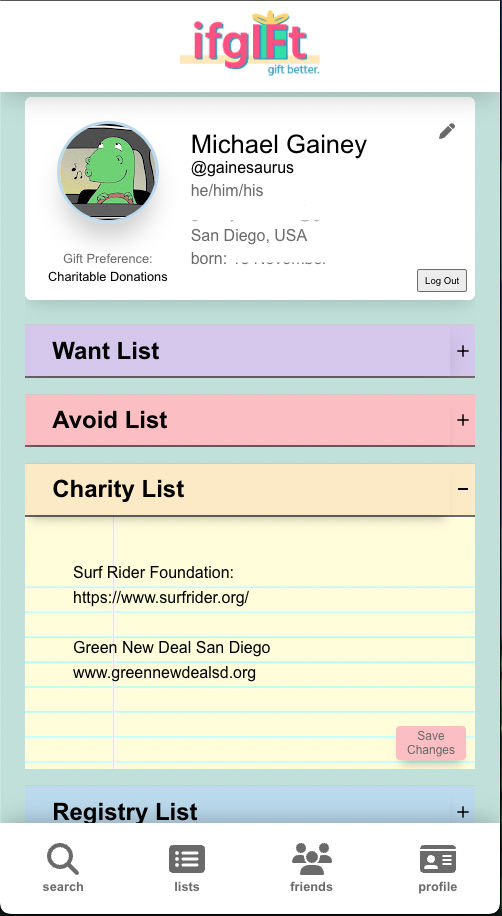 ifgift
gift better.
Michael Gainey
@gainesaurus
he/him/his
San Diego, USA
born:
Gift Preference:
Charitable Donations
Log Out
Want List
+
Avoid List
+
Charity List
−
Surf Rider Foundation:
https://www.surfrider.org/
Green New Deal San Diego
www.greennewdealsd.org
Save
Changes
Registry List
+
search
lists
friends
profile